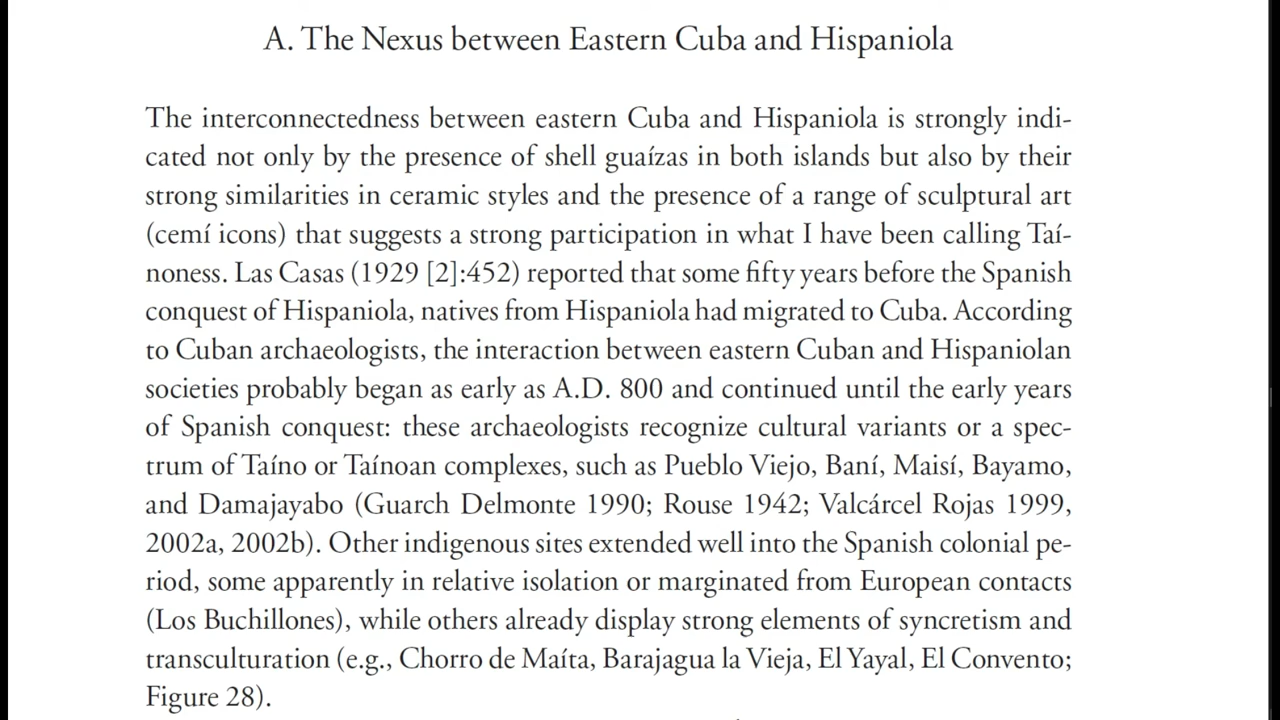 A. The Nexus between Eastern Cuba and Hispaniola
The interconnectedness between eastern Cuba and Hispaniola is strongly indi-
cated not only by the presence of shell guaízas in both islands but also by their
strong similarities in ceramic styles and the presence of a range of sculptural art
(cemí icons) that suggests a strong participation in what I have been calling Taí-
noness. Las Casas (1929 [2]:452) reported that some fifty years before the Spanish
conquest of Hispaniola, natives from Hispaniola had migrated to Cuba. According
to Cuban archaeologists, the interaction between eastern Cuban and Hispaniolan
societies probably began as early as A.D. 800 and continued until the early years
of Spanish conquest: these archaeologists recognize cultural variants or a spec-
trum of Taíno or Taínoan complexes, such as Pueblo Viejo, Baní, Maisí, Bayamo,
and Damajayabo (Guarch Delmonte 1990; Rouse 1942; Valcárcel Rojas 1999,
2002a, 2002b). Other indigenous sites extended well into the Spanish colonial pe-
riod, some apparently in relative isolation or marginated from European contacts
(Los Buchillones), while others already display strong elements of syncretism and
transculturation (e.g., Chorro de Maíta, Barajagua la Vieja, El Yayal, El Convento;
Figure 28).